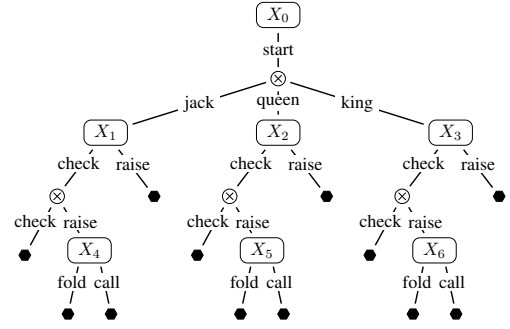 X₀
start
⊗
jack queen king
X₁ X₂ X₃
check raise check raise check raise
⊗ ⊗ ⊗
check raise check raise check raise
X₄ X₅ X₆
fold call fold call fold call